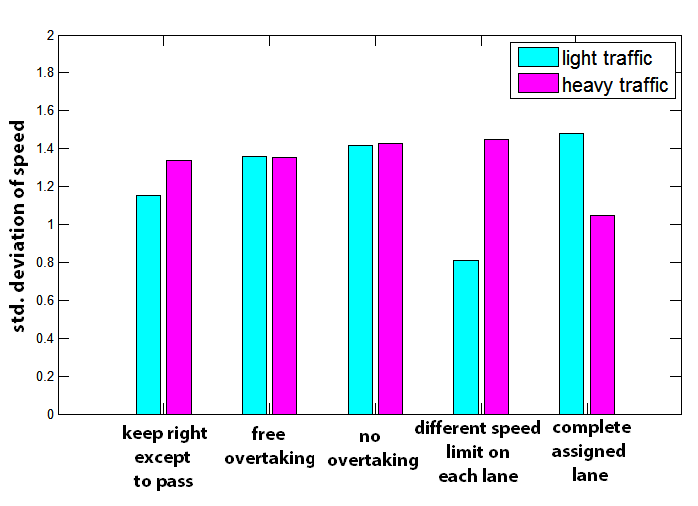 2
1.8
1.6
1.4
1.2
1
0.8
0.6
0.4
0.2
0
std. deviation of speed
light traffic
heavy traffic
keep right
except
to pass
free
overtaking
no
overtaking
different speed
limit on
each lane
complete
assigned
lane